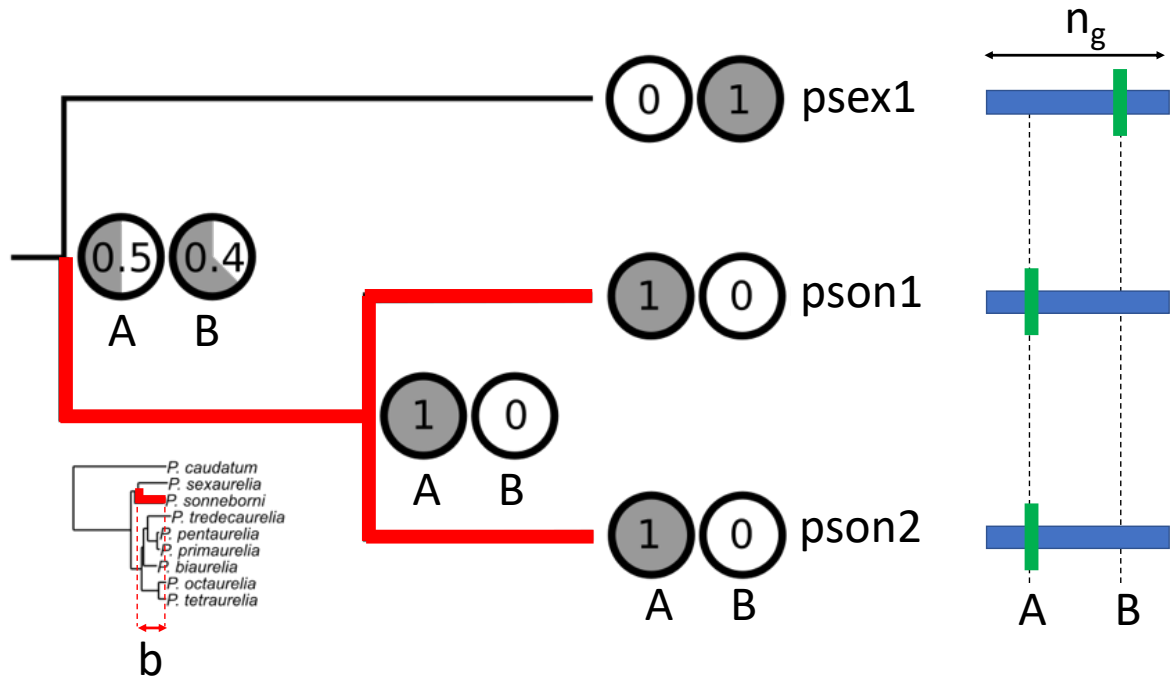 n_g
0 1 psex1
0.5 0.4
A B
1 0 pson1
1 0
A B
P. caudatum
P. sexaurelia
P. sonneborni
P. tredecaurelia
P. pentaurelia
P. primaurelia
P. biaurelia
P. octaurelia
P. tetraurelia
b
1 0 pson2
A B
A B